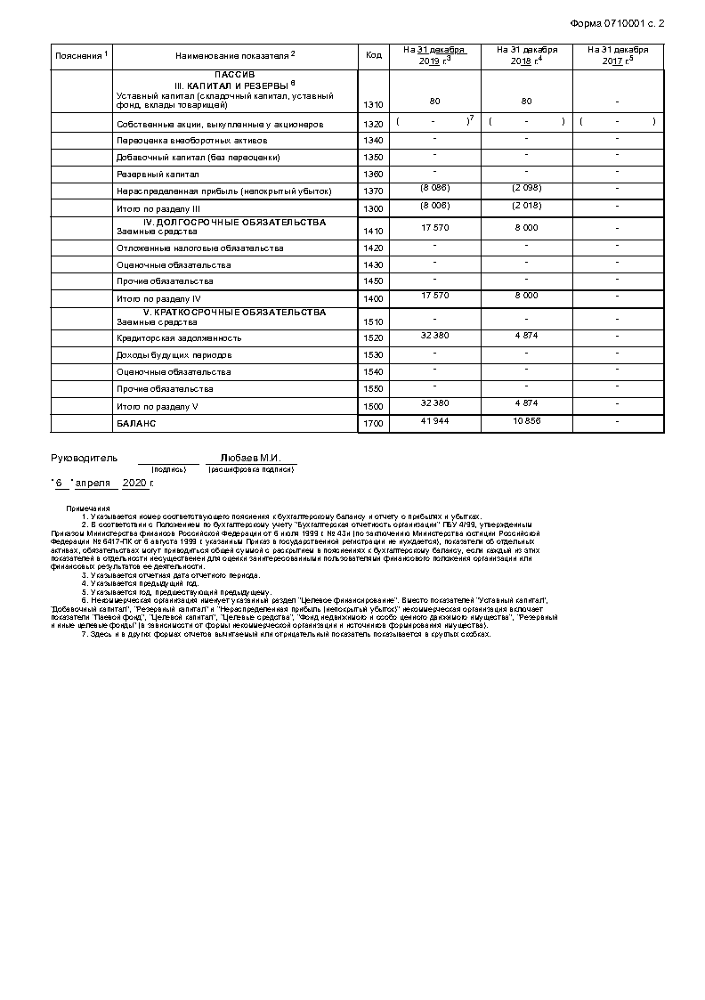 Форма 0710001 с. 2
Пояснения 1 Наименование показателя 2 Код На 31 декабря 2019 г.3 На 31 декабря 2018 г.4 На 31 декабря 2017 г.5
ПАССИВ
III. КАПИТАЛ И РЕЗЕРВЫ 6
Уставный капитал (складочный капитал, уставный
фонд, вклады товарищей) 1310 80 80 -
Собственные акции, выкупленные у акционеров 1320 ( - )7 ( - ) ( - )
Переоценка внеоборотных активов 1340 - - -
Добавочный капитал (без переоценки) 1350 - - -
Резервный капитал 1360 - - -
Нераспределенная прибыль (непокрытый убыток) 1370 (8 086) (2 098) -
Итого по разделу III 1300 (8 006) (2 018) -
IV. ДОЛГОСРОЧНЫЕ ОБЯЗАТЕЛЬСТВА
Заемные средства 1410 17 570 8 000 -
Отложенные налоговые обязательства 1420 - - -
Оценочные обязательства 1430 - - -
Прочие обязательства 1450 - - -
Итого по разделу IV 1400 17 570 8 000 -
V. КРАТКОСРОЧНЫЕ ОБЯЗАТЕЛЬСТВА
Заемные средства 1510 - - -
Кредиторская задолженность 1520 32 380 4 874 -
Доходы будущих периодов 1530 - - -
Оценочные обязательства 1540 - - -
Прочие обязательства 1550 - - -
Итого по разделу V 1500 32 380 4 874 -
БАЛАНС 1700 41 944 10 856 -
Руководитель Любаев М.И.
(подпись) (расшифровка подписи)
"6 " апреля 2020 г.
Примечания
1. Указывается номер соответствующего пояснения к бухгалтерскому балансу и отчету о прибылях и убытках.
2. В соответствии с Положением по бухгалтерскому учету "Бухгалтерская отчетность организации" ПБУ 4/99, утвержденным
Приказом Министерства финансов Российской Федерации от 6 июля 1999 г. № 43н (по заключению Министерства юстиции Российской
Федерации № 6417-ПК от 6 августа 1999 г. указанным Приказ в государственной регистрации не нуждается), показатели об отдельных
активах, обязательствах могут приводиться общей суммой с раскрытием в пояснениях к бухгалтерскому балансу, если каждый из этих
показателей в отдельности несущественен для оценки заинтересованными пользователями финансового положения организации или
финансовых результатов ее деятельности.
3. Указывается отчетная дата отчетного периода.
4. Указывается предыдущий год.
5. Указывается год, предшествующий предыдущему.
6. Некоммерческая организация именует указанный раздел "Целевое финансирование". Вместо показателей "Уставный капитал",
"Добавочный капитал", "Резервный капитал" и "Нераспределенная прибыль (непокрытый убыток)" некоммерческая организация включает
показатели "Паевой фонд", "Целевой капитал", "Целевые средства", "Фонд недвижимого и особо ценного движимого имущества", "Резервный
и иные целевые фонды" (в зависимости от формы некоммерческой организации и источников формирования имущества).
7. Здесь и в других формах отчетов вычитаемый или отрицательный показатель показывается в круглых скобках.